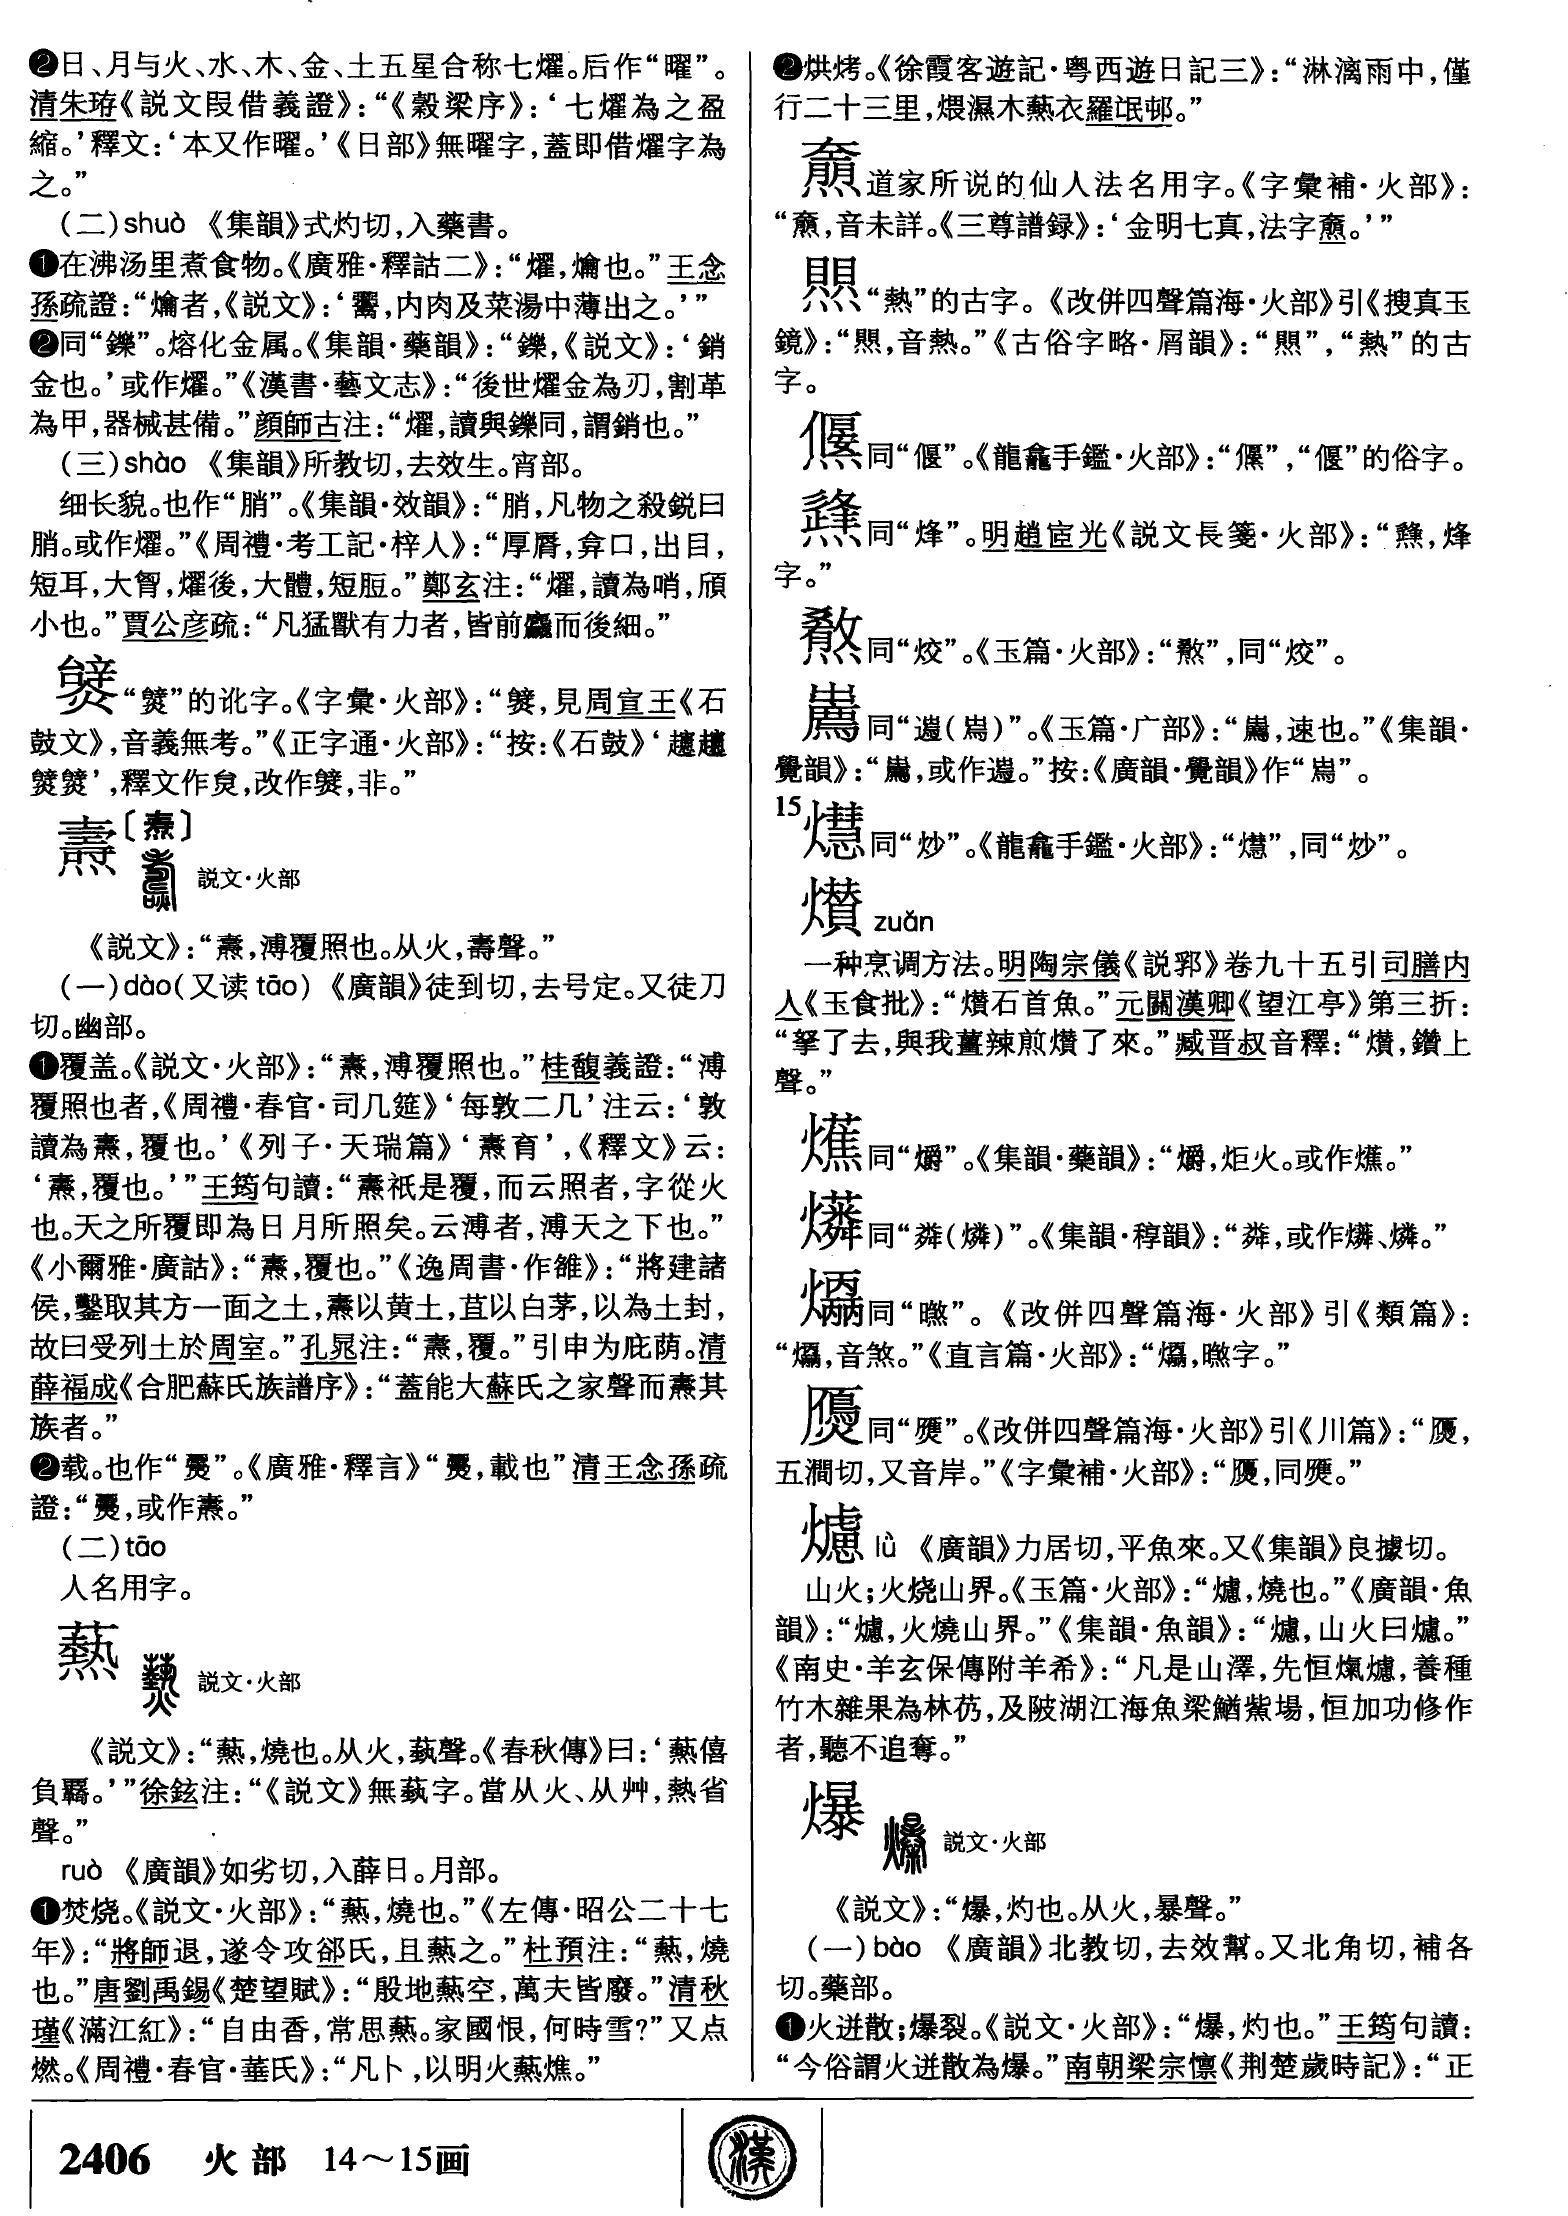 ❷日、月与火、水、木、金、土五星合称七燿。后作“曜”。
清朱珔《説文叚借義證》：“《穀梁序》：‘七燿為之盈
縮。’釋文：‘本又作曜。’《日部》無曜字，蓋即借燿字為
之。”
(二)shuò 《集韻》式灼切，入藥書。
❶在沸汤里煮食物。《廣雅·釋詁二》：“燿，爚也。”王念
孫疏證：“爚者，《説文》：‘䰞，内肉及菜湯中薄出之。’”
❷同“鑠”。熔化金属。《集韻·藥韻》：“鑠，《説文》：‘銷
金也。’或作燿。”《漢書·藝文志》：“後世燿金為刃，割革
為甲，器械甚備。”顔師古注：“燿，讀與鑠同，謂銷也。”
(三)shào 《集韻》所教切，去效生。宵部。
细长貌。也作“䏴”。《集韻·效韻》：“䏴，凡物之殺鋭曰
䏴。或作燿。”《周禮·考工記·梓人》：“厚脣，弇口，出目，
短耳，大胷，燿後，大體，短脰。”鄭玄注：“燿，讀為哨，頎
小也。”賈公彦疏：“凡猛獸有力者，皆前麤而後細。”
的讹字。《字彙·火部》：見周宣王《石
鼓文》，音義無考。”《正字通·火部》：“按：《石鼓》
釋文作㚟，改作，非。”
燾〔𤑶〕
説文·火部
《説文》：“燾，溥覆照也。从火，壽聲。”
(一)dào(又读tāo) 《廣韻》徒到切，去号定。又徒刀
切。幽部。
❶覆盖。《説文·火部》：“燾，溥覆照也。”桂馥義證：“溥
覆照也者，《周禮·春官·司几筵》‘每敦二几’注云：‘敦
讀為燾，覆也。’《列子·天瑞篇》‘燾育’，《釋文》云：
‘燾，覆也。’”王筠句讀：“燾祇是覆，而云照者，字從火
也。天之所覆即為日月所照矣。云溥者，溥天之下也。”
《小爾雅·廣詁》：“燾，覆也。”《逸周書·作雒》：“將建諸
侯，鑿取其方一面之土，燾以黄土，苴以白茅，以為土封，
故曰受列土於周室。”孔晁注：“燾，覆。”引申为庇荫。清
薛福成《合肥蘇氏族譜序》：“蓋能大蘇氏之家聲而燾其
族者。”
❷载。也作“㷫”。《廣雅·釋言》“㷫，載也”清王念孫疏
證：“㷫，或作燾。”
(二)tāo
人名用字。
爇
説文·火部
《説文》：“爇，燒也。从火，蓺聲。《春秋傳》曰：‘爇僖
負羈。’”徐鉉注：“《説文》無蓺字。當从火、从艸，熱省
聲。”
ruò 《廣韻》如劣切，入薛日。月部。
❶焚烧。《説文·火部》：“爇，燒也。”《左傳·昭公二十七
年》：“將師退，遂令攻郤氏，且爇之。”杜預注：“爇，燒
也。”唐劉禹錫《楚望賦》：“殷地爇空，萬夫皆廢。”清秋
瑾《滿江紅》：“自由香，常思爇。家國恨，何時雪?”又点
燃。《周禮·春官·菙氏》：“凡卜，以明火爇燋。”
❷烘烤。《徐霞客遊記·粤西遊日記三》：“淋漓雨中，僅
行二十三里，煨濕木爇衣羅氓邨。”
道家所说的仙人法名用字。《字彙補·火部》：
音未詳。《三尊譜録》：‘金明七真，法字。’”
“熱”的古字。《改併四聲篇海·火部》引《搜真玉
鏡》：音熱。”《古俗字略·屑韻》：“熱”的古
字。
同“偃”。《龍龕手鑑·火部》：“偃”的俗字。
同“烽”。明趙宧光《説文長箋·火部》：烽
字。”
同“烄”。《玉篇·火部》：同“烄”。
《玉篇·广部》：速也。”《集韻·
覺韻》：或作。”按：《廣韻·覺韻》作
15
同“炒”。《龍龕手鑑·火部》：同“炒”。
㸇 zuǎn
一种烹调方法。明陶宗儀《説郛》卷九十五引司膳内
人《玉食批》：“㸇石首魚。”元關漢卿《望江亭》第三折：
“拏了去，與我薑辣煎㸇了來。”臧晋叔音釋：“㸇，鑽上
聲。”
同“爝”。《集韻·藥韻》：“爝，炬火。或作。”
同“粦(燐)”。《集韻·稕韻》：“粦，或作、燐。”
同 《改併四聲篇海·火部》引《類篇》：
音煞。”《直言篇·火部》：字。”
同 《改併四聲篇海·火部》引《川篇》：
五澗切，又音岸。”《字彙補·火部》：
爈 lǜ 《廣韻》力居切，平魚來。又《集韻》良據切。
山火；火烧山界。《玉篇·火部》：“爈，燒也。”《廣韻·魚
韻》：“爈，火燒山界。”《集韻·魚韻》：“爈，山火曰爈。”
《南史·羊玄保傳附羊希》：“凡是山澤，先恒熂爈，養種
竹木雜果為林芿，及陂湖江海魚梁鰌鮆場，恒加功修作
者，聽不追奪。”
爆
説文·火部
《説文》：“爆，灼也。从火，暴聲。”
(一)bào 《廣韻》北教切，去效幫。又北角切，補各
切。藥部。
❶火迸散；爆裂。《説文·火部》：“爆，灼也。”王筠句讀：
“今俗謂火迸散為爆。”南朝梁宗懔《荆楚歲時記》：“正
2406 火部 14～15画
漢